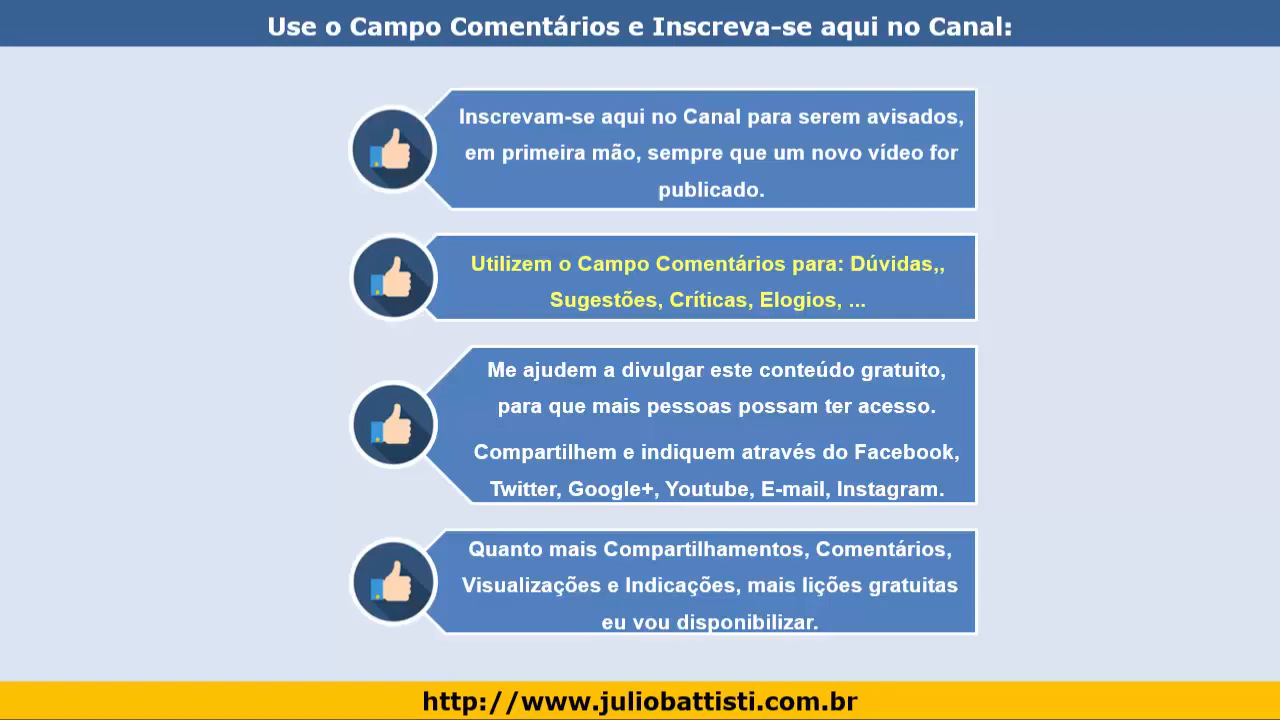 Use o Campo Comentários e Inscreva-se aqui no Canal:
Inscrevam-se aqui no Canal para serem avisados,
em primeira mão, sempre que um novo vídeo for
publicado.
Utilizem o Campo Comentários para: Dúvidas,,
Sugestões, Críticas, Elogios, ...
Me ajudem a divulgar este conteúdo gratuito,
para que mais pessoas possam ter acesso.
Compartilhem e indiquem através do Facebook,
Twitter, Google+, Youtube, E-mail, Instagram.
Quanto mais Compartilhamentos, Comentários,
Visualizações e Indicações, mais lições gratuitas
eu vou disponibilizar.
http://www.juliobattisti.com.br